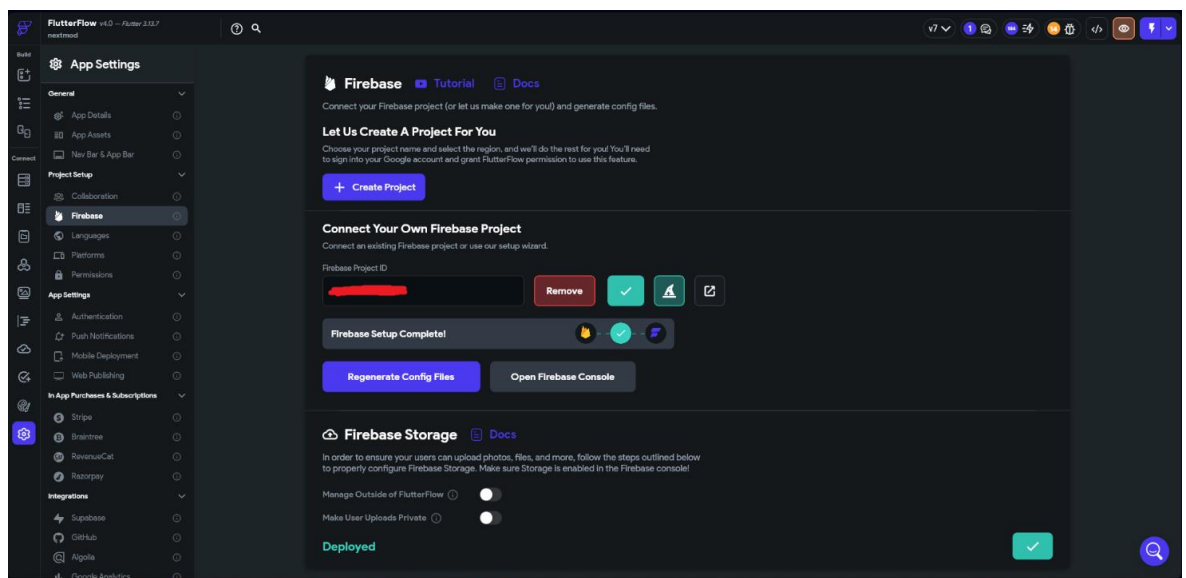 FlutterFlow v4.0 – Flutter 3.13.7
nextmod
v7
1
14
Build
Connect
App Settings
General
App Details
App Assets
Nav Bar & App Bar
Project Setup
Collaboration
Firebase
Languages
Platforms
Permissions
App Settings
Authentication
Push Notifications
Mobile Deployment
Web Publishing
In App Purchases & Subscriptions
Stripe
Braintree
RevenueCat
Razorpay
Integrations
Supabase
GitHub
Algolia
Google Analytics
Firebase Tutorial Docs
Connect your Firebase project (or let us make one for you!) and generate config files.
Let Us Create A Project For You
Choose your project name and select the region, and we'll do the rest for you! You'll need
to sign into your Google account and grant FlutterFlow permission to use this feature.
+ Create Project
Connect Your Own Firebase Project
Connect an existing Firebase project or use our setup wizard.
Firebase Project ID
Remove
Firebase Setup Complete!
Regenerate Config Files Open Firebase Console
Firebase Storage Docs
In order to ensure your users can upload photos, files, and more, follow the steps outlined below
to properly configure Firebase Storage. Make sure Storage is enabled in the Firebase console!
Manage Outside of FlutterFlow
Make User Uploads Private
Deployed